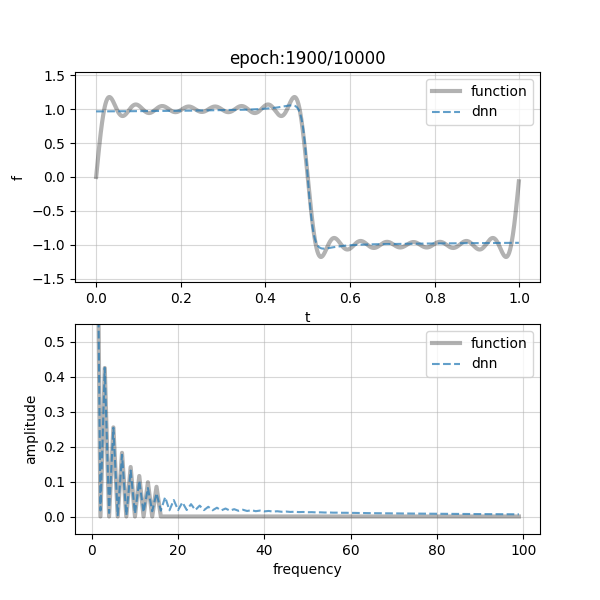 epoch:1900/10000
1.5
1.0
0.5
0.0
−0.5
−1.0
−1.5
f
function
dnn
0.0 0.2 0.4 0.6 0.8 1.0
t
0.5
0.4
0.3
0.2
0.1
0.0
amplitude
function
dnn
0 20 40 60 80 100
frequency